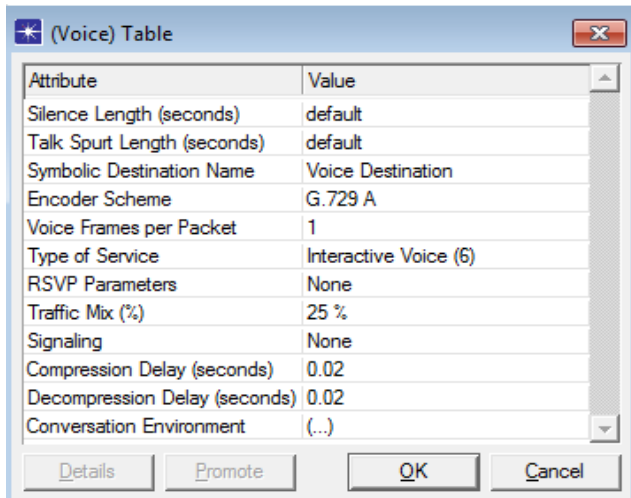 (Voice) Table
Attribute Value
Silence Length (seconds) default
Talk Spurt Length (seconds) default
Symbolic Destination Name Voice Destination
Encoder Scheme G.729 A
Voice Frames per Packet 1
Type of Service Interactive Voice (6)
RSVP Parameters None
Traffic Mix (%) 25 %
Signaling None
Compression Delay (seconds) 0.02
Decompression Delay (seconds) 0.02
Conversation Environment (...)
Details Promote OK Cancel